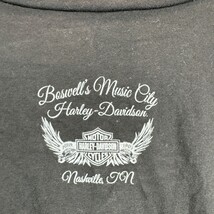 Boswell's Music City
Harley-Davidson
MOTOR
HARLEY-DAVIDSON
CYCLES
Nashville, TN